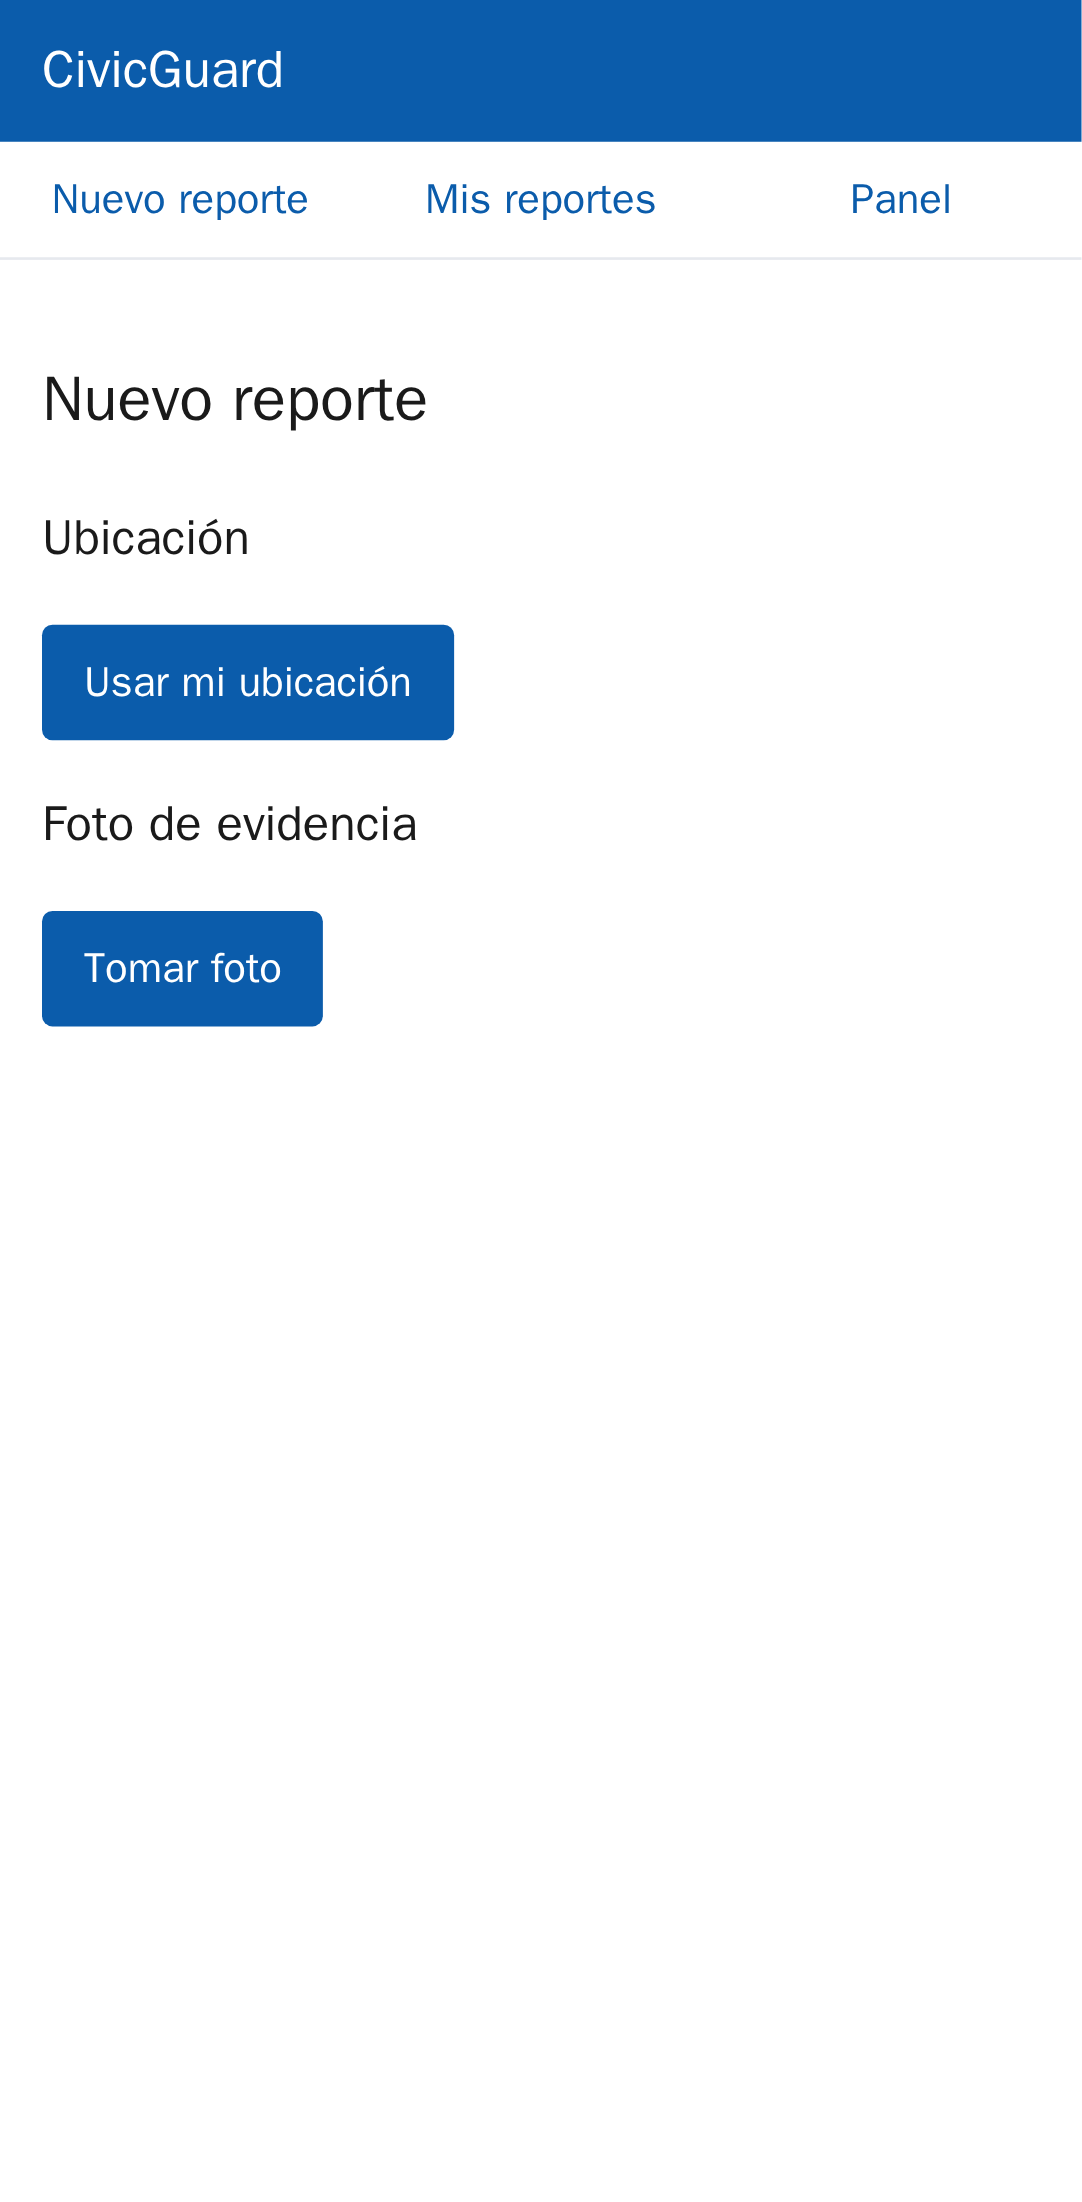 CivicGuard
Nuevo reporte Mis reportes Panel
Nuevo reporte
Ubicación
Usar mi ubicación
Foto de evidencia
Tomar foto